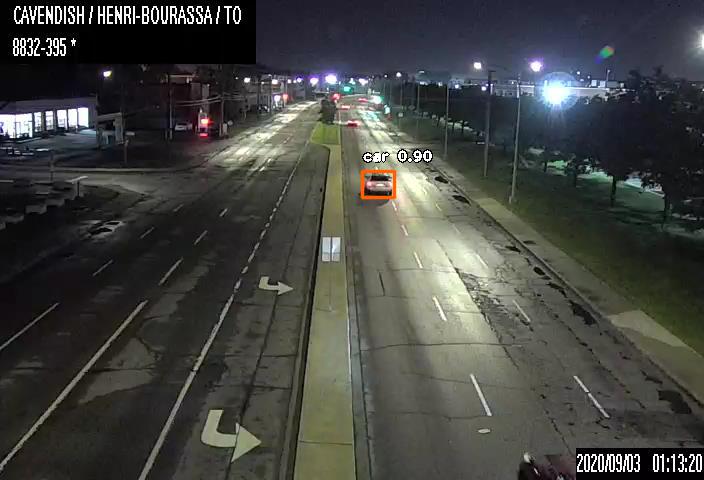 CAVENDISH / HENRI-BOURASSA / TO
8832-395 *
car 0.90
2020/09/03 01:13:20